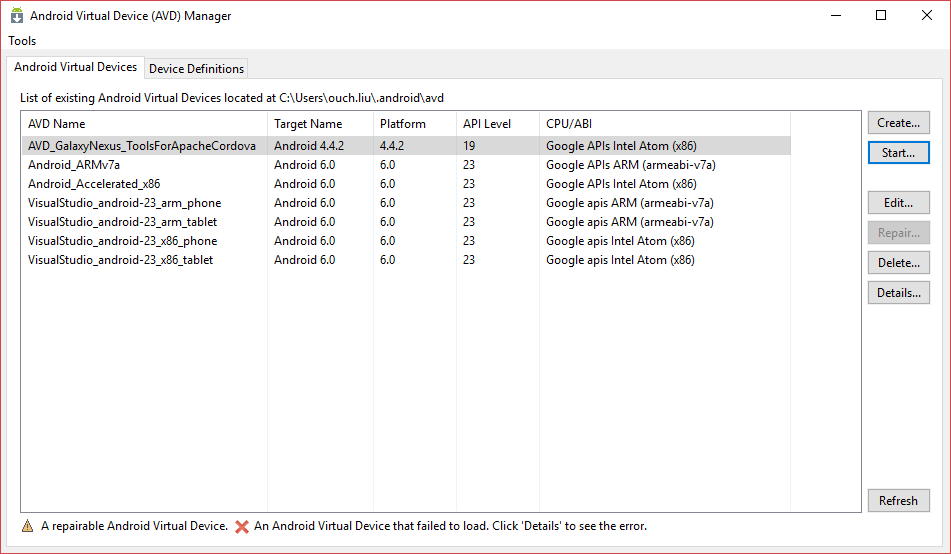 Android Virtual Device (AVD) Manager
Tools
Android Virtual Devices Device Definitions
List of existing Android Virtual Devices located at C:\Users\ouch.liu\.android\avd
AVD Name Target Name Platform API Level CPU/ABI
AVD_GalaxyNexus_ToolsForApacheCordova Android 4.4.2 4.4.2 19 Google APIs Intel Atom (x86)
Android_ARMv7a Android 6.0 6.0 23 Google APIs ARM (armeabi-v7a)
Android_Accelerated_x86 Android 6.0 6.0 23 Google APIs Intel Atom (x86)
VisualStudio_android-23_arm_phone Android 6.0 6.0 23 Google apis ARM (armeabi-v7a)
VisualStudio_android-23_arm_tablet Android 6.0 6.0 23 Google apis ARM (armeabi-v7a)
VisualStudio_android-23_x86_phone Android 6.0 6.0 23 Google apis Intel Atom (x86)
VisualStudio_android-23_x86_tablet Android 6.0 6.0 23 Google apis Intel Atom (x86)
Create...
Start...
Edit...
Repair...
Delete...
Details...
Refresh
A repairable Android Virtual Device. An Android Virtual Device that failed to load. Click 'Details' to see the error.